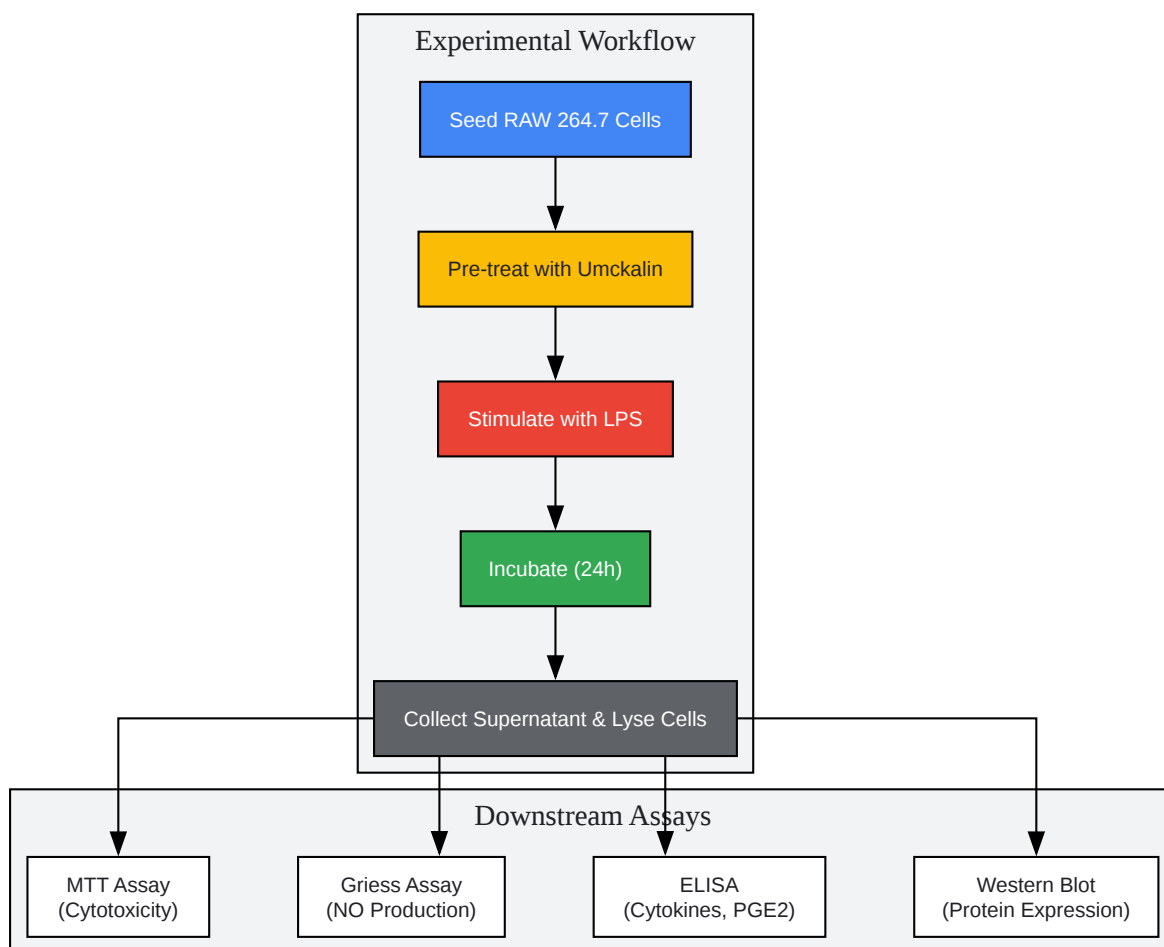 Experimental Workflow
Seed RAW 264.7 Cells
Pre-treat with Umckalin
Stimulate with LPS
Incubate (24h)
Collect Supernatant & Lyse Cells
Downstream Assays
MTT Assay
(Cytotoxicity)
Griess Assay
(NO Production)
ELISA
(Cytokines, PGE2)
Western Blot
(Protein Expression)